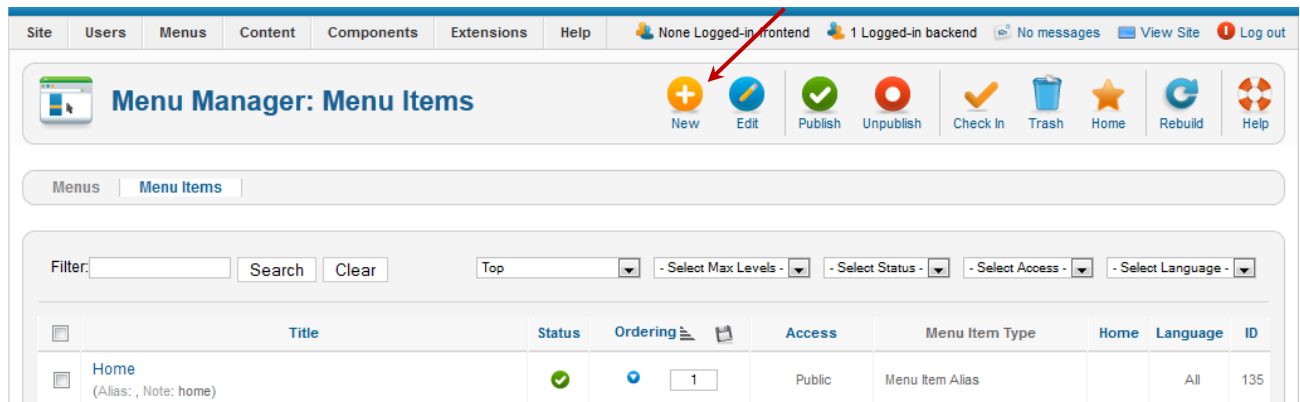 Site Users Menus Content Components Extensions Help None Logged-in frontend 1 Logged-in backend No messages View Site Log out
Menu Manager: Menu Items
New Edit Publish Unpublish Check In Trash Home Rebuild Help
Menus Menu Items
Filter: Search Clear Top - Select Max Levels - - Select Status - - Select Access - - Select Language -
Title Status Ordering Access Menu Item Type Home Language ID
Home 1 Public Menu Item Alias All 135
(Alias: , Note: home)